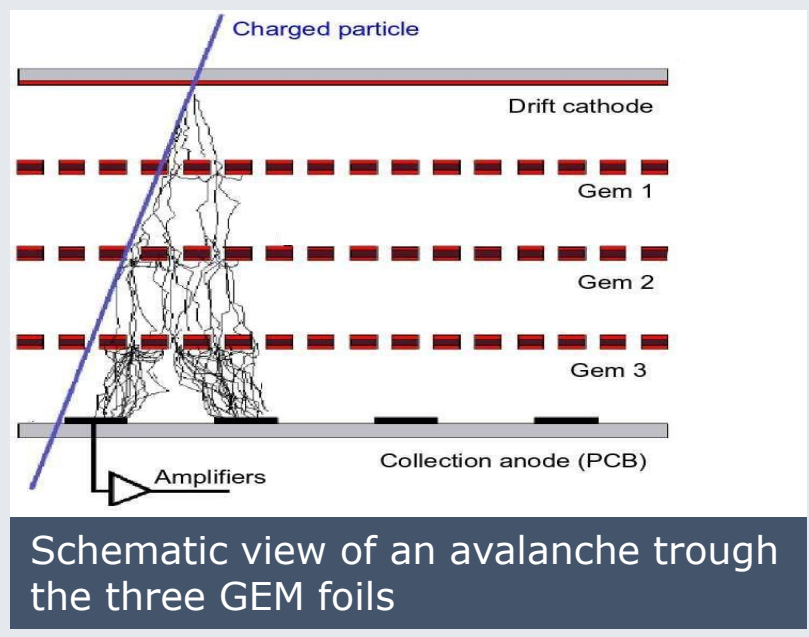 Charged particle
Drift cathode
Gem 1
Gem 2
Gem 3
Collection anode (PCB)
Amplifiers
Schematic view of an avalanche trough
the three GEM foils